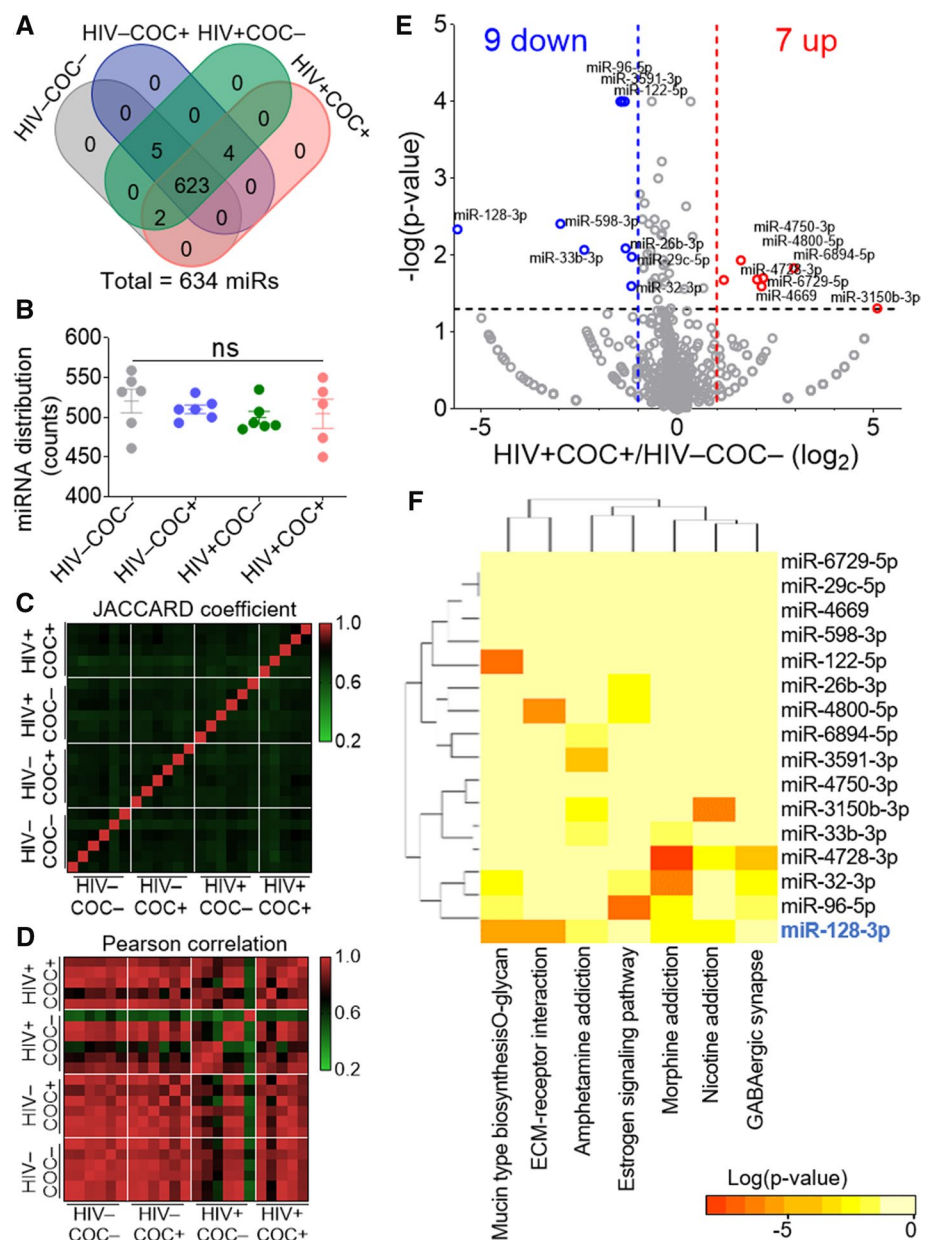 A
HIV–COC+ HIV+COC–
HIV–COC–
HIV+COC+
0 0
0 0 0 0
5 4
0 623 0
2 0
0
Total = 634 miRs
B
ns
miRNA distribution
(counts)
600
550
500
450
400
HIV–COC–
HIV–COC+
HIV+COC–
HIV+COC+
C
JACCARD coefficient
HIV+
COC+
HIV+
COC–
HIV–
COC+
HIV–
COC–
1.0
0.6
0.2
HIV– HIV– HIV+ HIV+
COC– COC+ COC– COC+
D
Pearson correlation
HIV+
COC+
HIV+
COC–
HIV–
COC+
HIV–
COC–
1.0
0.6
0.2
HIV– HIV– HIV+ HIV+
COC– COC+ COC– COC+
E
9 down 7 up
-log(p-value)
5
4
3
2
1
0
miR-96-5p
miR-3591-3p
miR-122-5p
miR-128-3p
miR-598-3p
miR-33b-3p
miR-26b-3p
miR-29c-5p
miR-32-3p
miR-4750-3p
miR-4800-5p
miR-6894-5p
miR-4728-3p
miR-6729-5p
miR-4669
miR-3150b-3p
-5 0 5
HIV+COC+/HIV–COC– (log2)
F
miR-6729-5p
miR-29c-5p
miR-4669
miR-598-3p
miR-122-5p
miR-26b-3p
miR-4800-5p
miR-6894-5p
miR-3591-3p
miR-4750-3p
miR-3150b-3p
miR-33b-3p
miR-4728-3p
miR-32-3p
miR-96-5p
miR-128-3p
Mucin type biosynthesisO-glycan
ECM-receptor interaction
Amphetamine addiction
Estrogen signaling pathway
Morphine addiction
Nicotine addiction
GABAergic synapse
Log(p-value)
-5 0